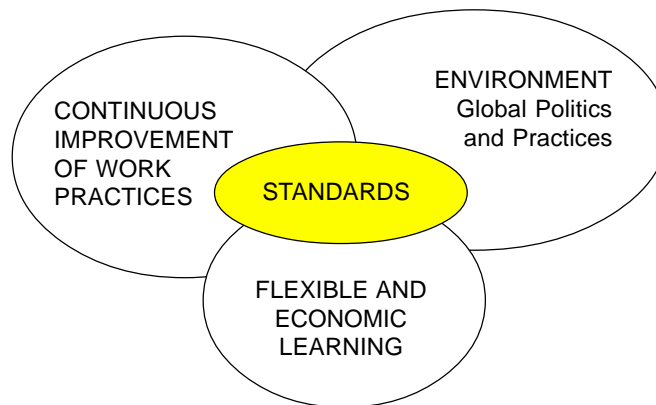 CONTINUOUS
IMPROVEMENT
OF WORK
PRACTICES
ENVIRONMENT
Global Politics
and Practices
STANDARDS
FLEXIBLE AND
ECONOMIC
LEARNING